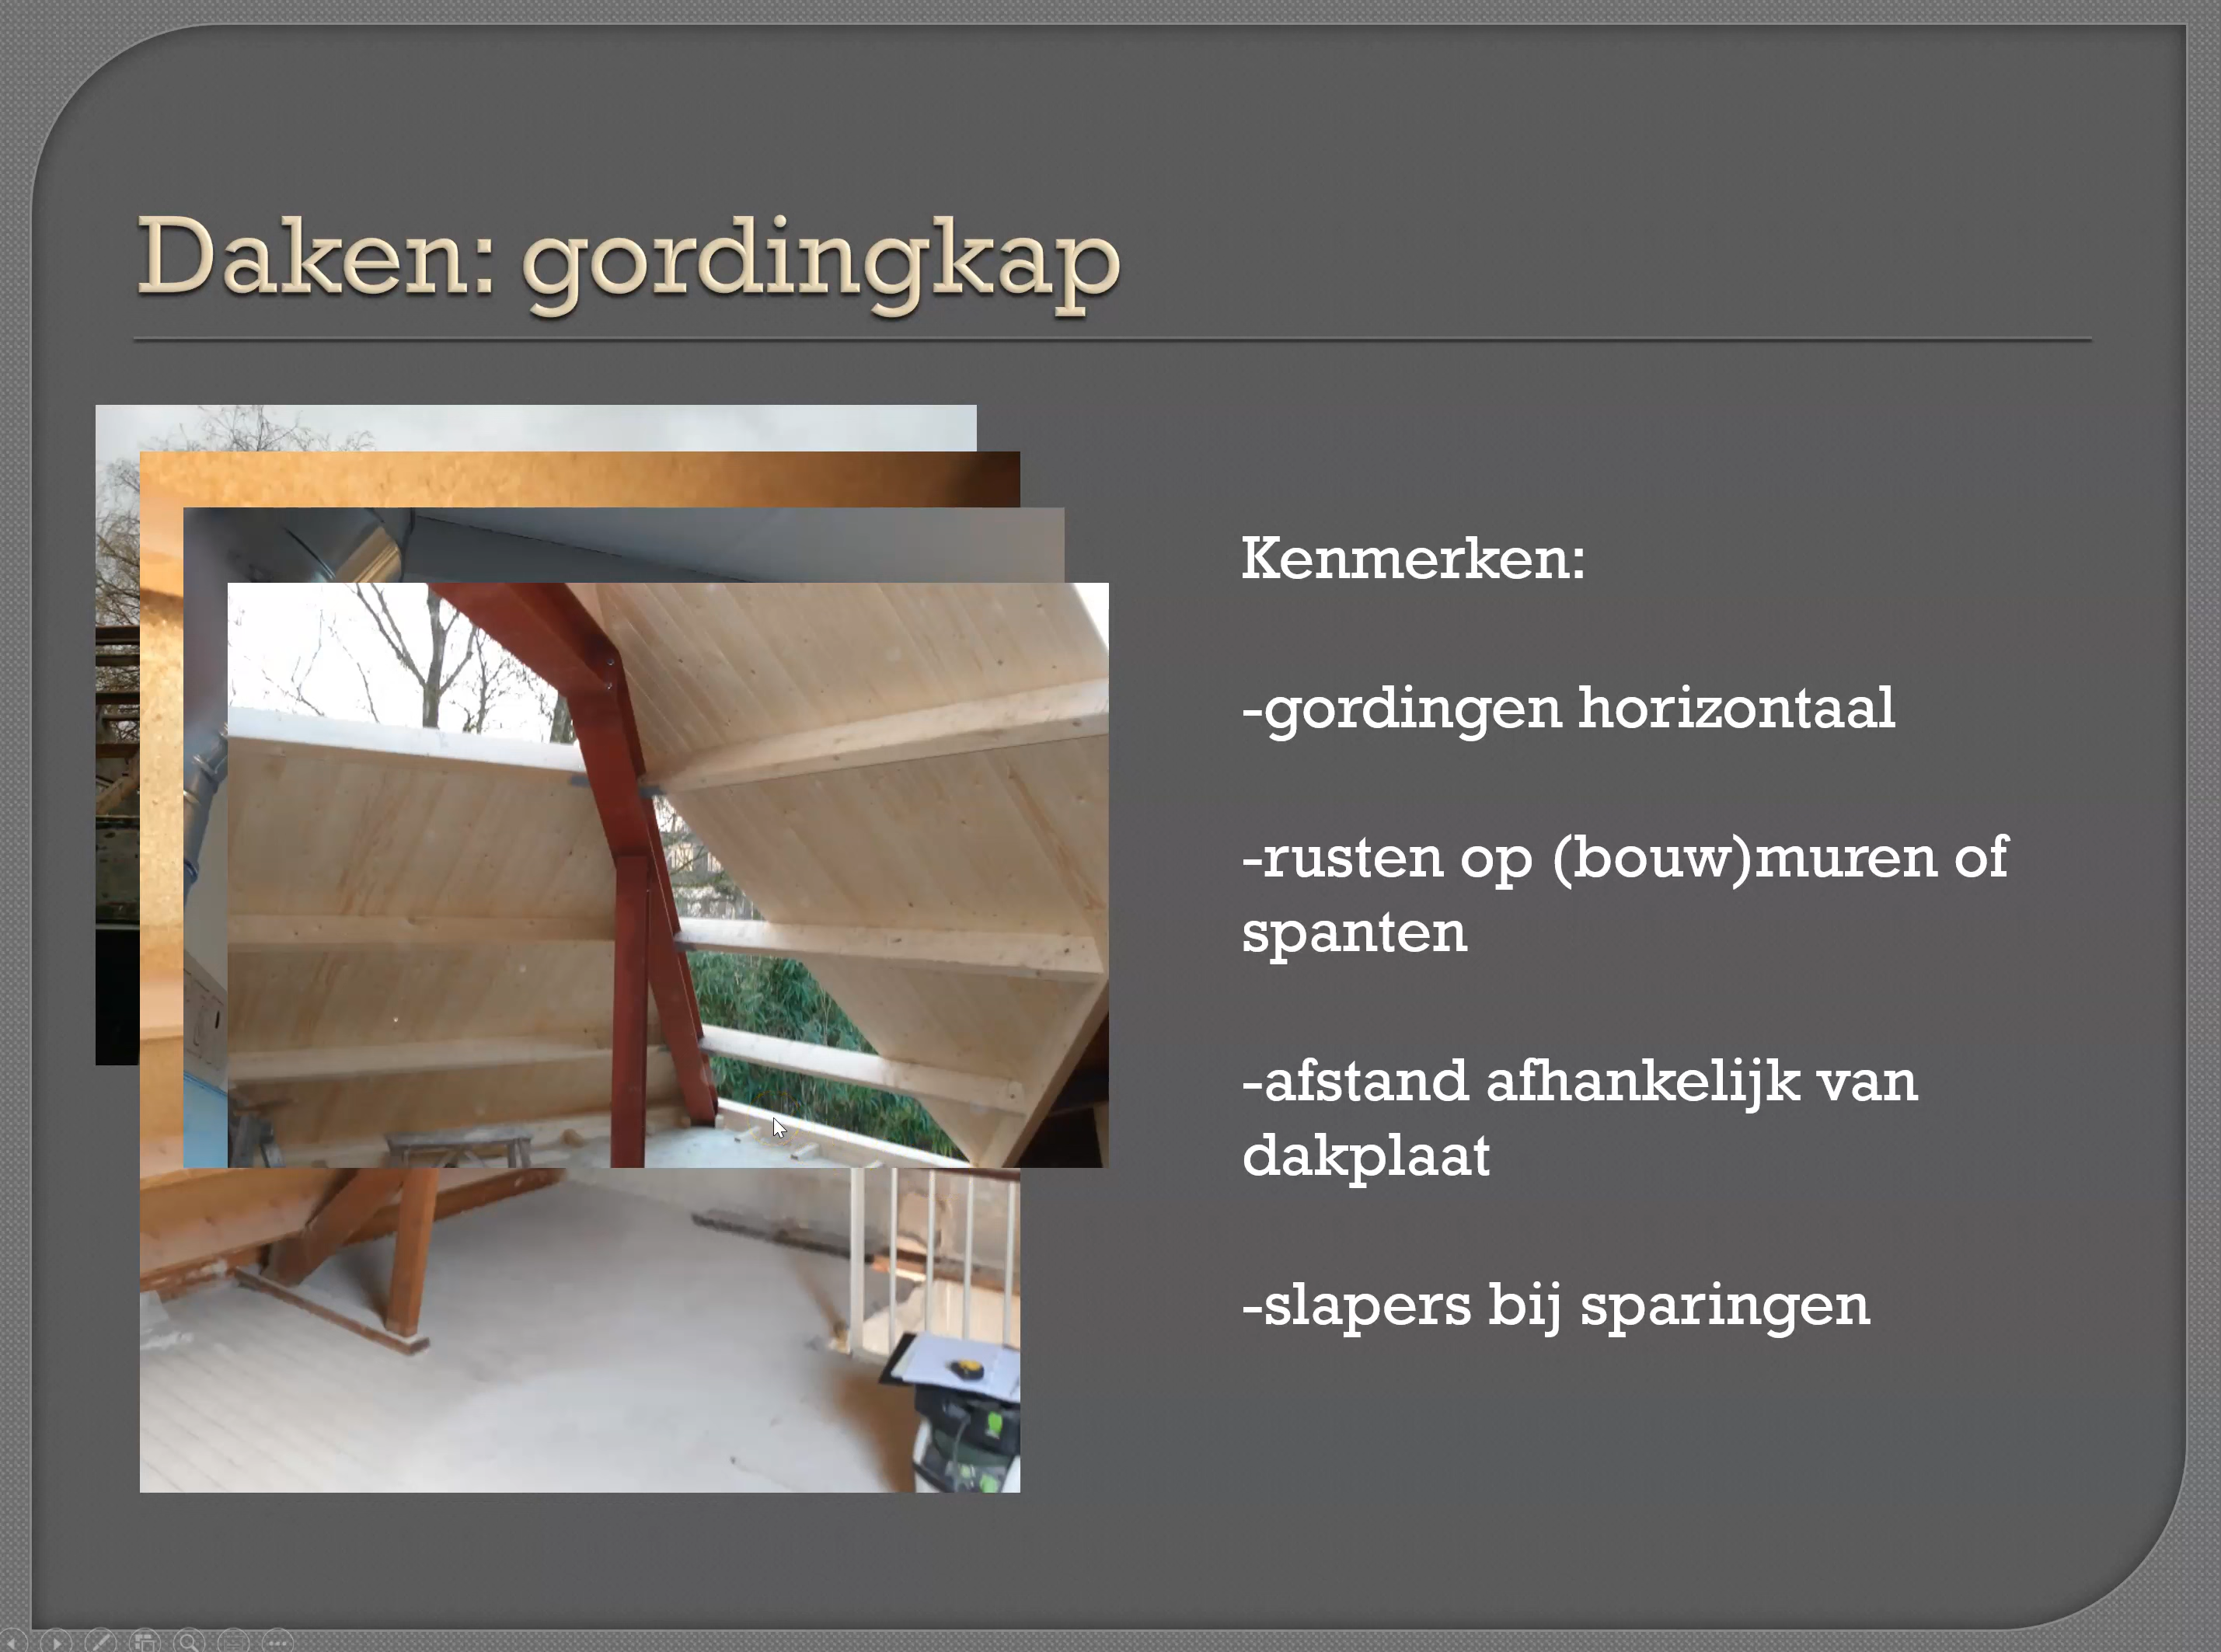 Daken: gordingkap
Kenmerken:
-gordingen horizontaal
-rusten op (bouw)muren of
spanten
-afstand afhankelijk van
dakplaat
-slapers bij sparingen